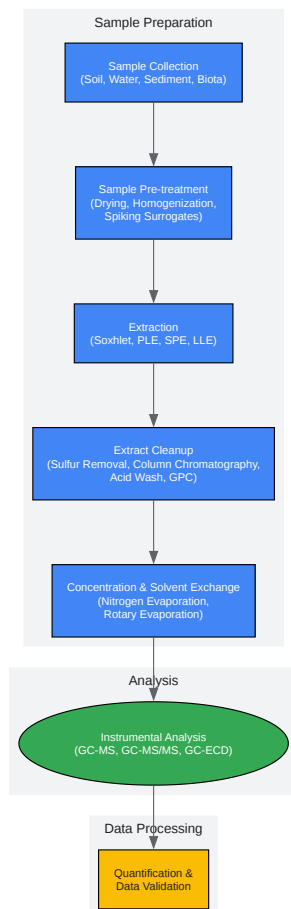 Sample Preparation
Sample Collection
(Soil, Water, Sediment, Biota)
Sample Pre-treatment
(Drying, Homogenization,
Spiking Surrogates)
Extraction
(Soxhlet, PLE, SPE, LLE)
Extract Cleanup
(Sulfur Removal, Column Chromatography,
Acid Wash, GPC)
Concentration & Solvent Exchange
(Nitrogen Evaporation,
Rotary Evaporation)
Analysis
Instrumental Analysis
(GC-MS, GC-MS/MS, GC-ECD)
Data Processing
Quantification &
Data Validation